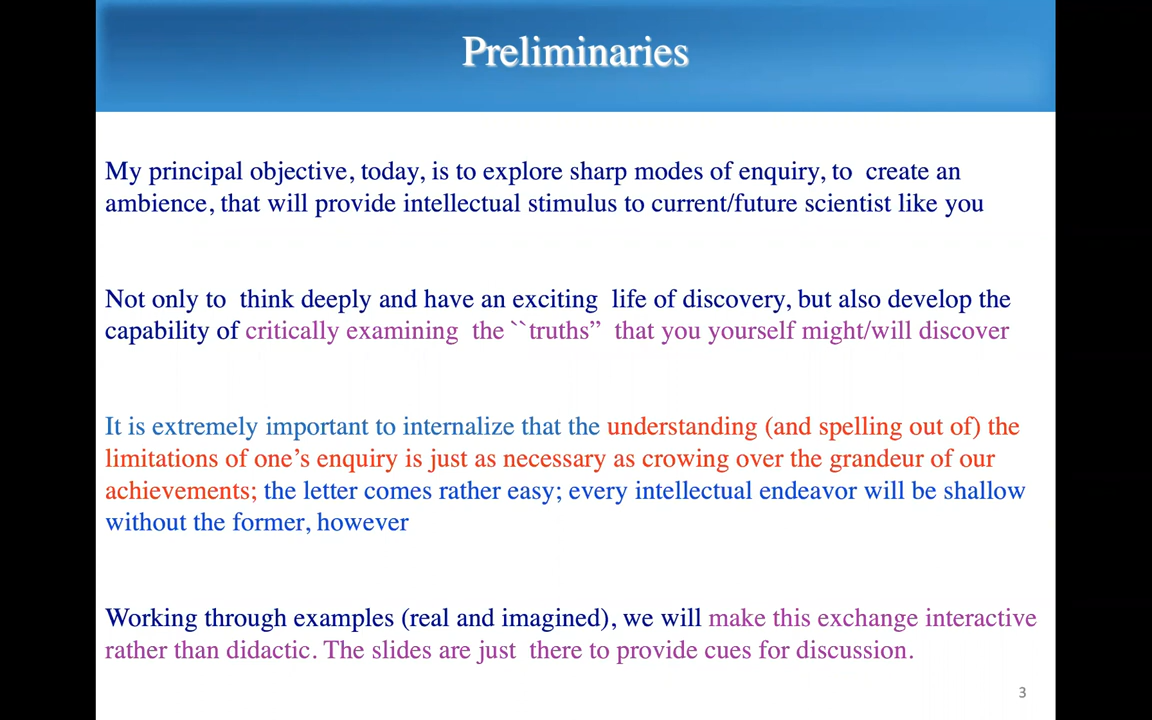 Preliminaries
My principal objective, today, is to explore sharp modes of enquiry, to  create an
ambience, that will provide intellectual stimulus to current/future scientist like you
Not only to  think deeply and have an exciting  life of discovery, but also develop the
capability of critically examining  the ``truths”  that you yourself might/will discover
It is extremely important to internalize that the understanding (and spelling out of) the
limitations of one’s enquiry is just as necessary as crowing over the grandeur of our
achievements; the letter comes rather easy; every intellectual endeavor will be shallow
without the former, however
Working through examples (real and imagined), we will make this exchange interactive
rather than didactic. The slides are just  there to provide cues for discussion.
3